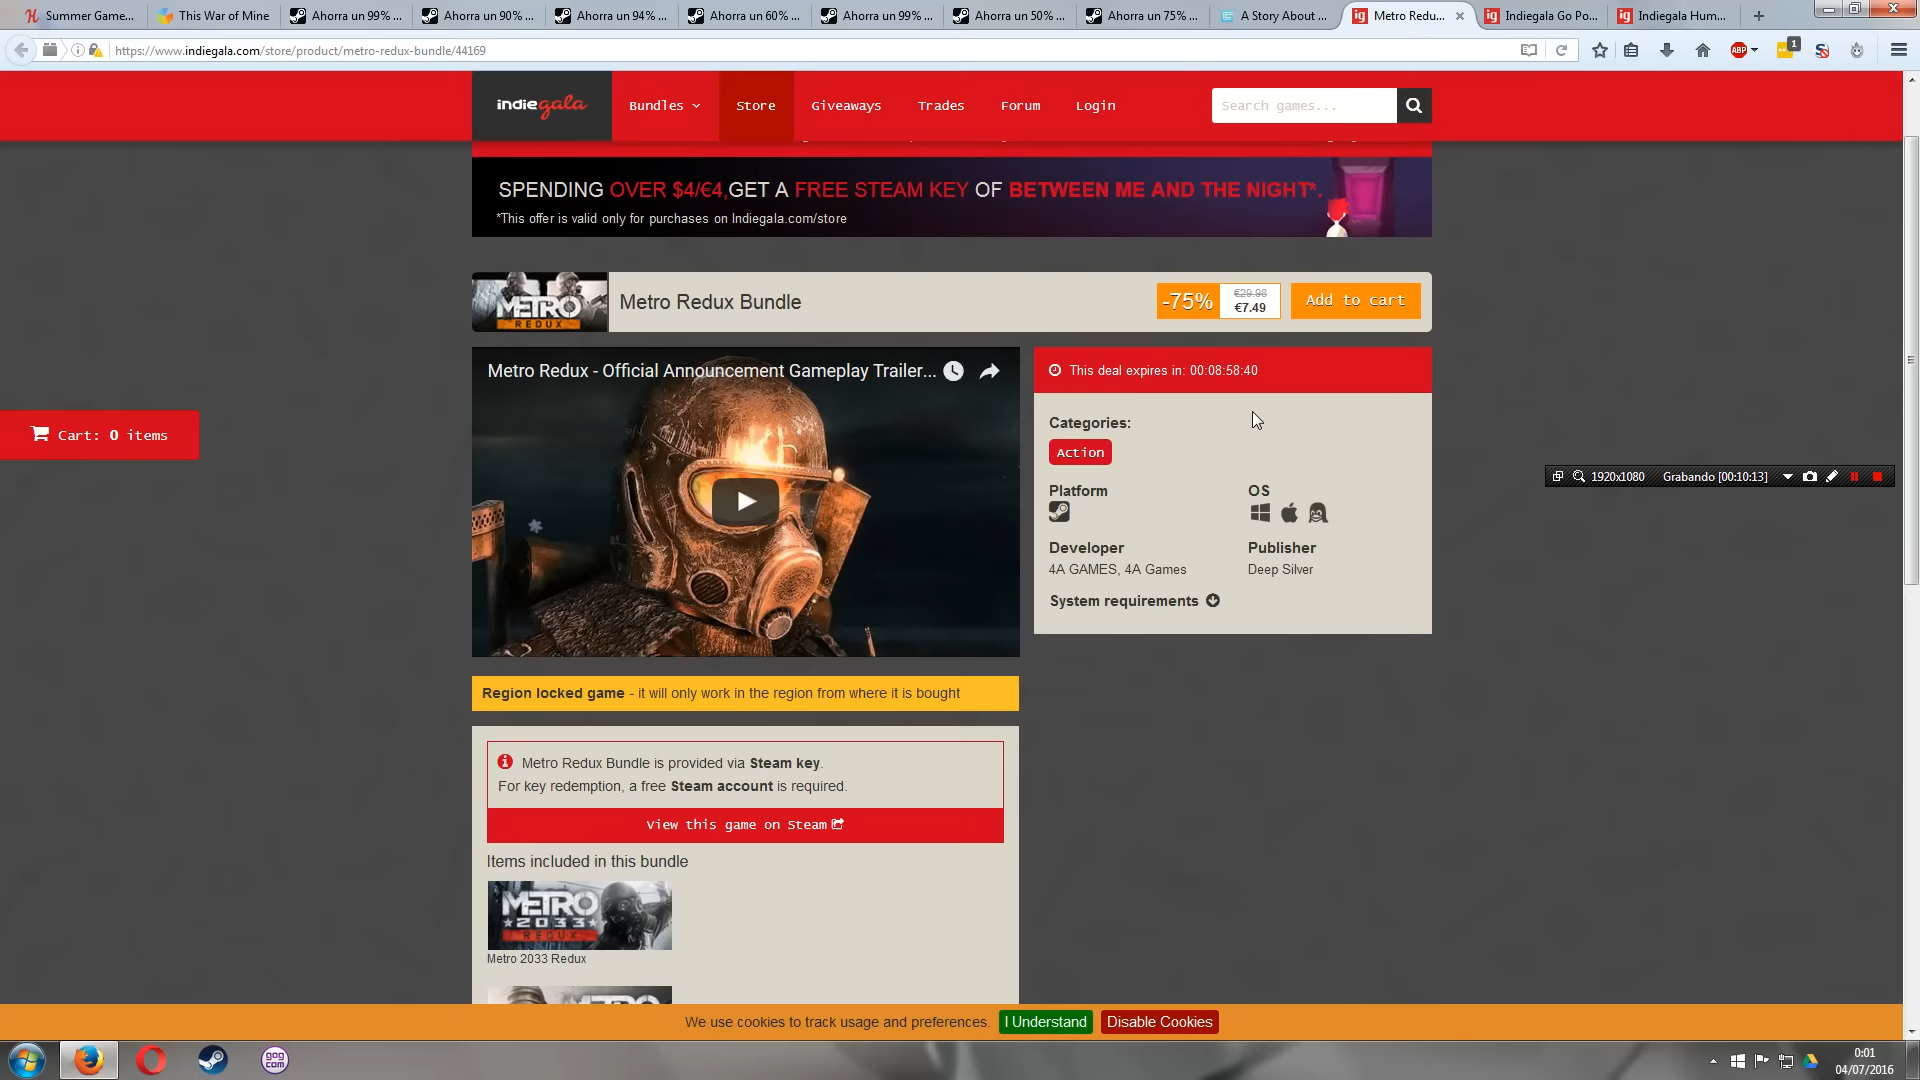 Summer Game...
This War of Mine
Ahorra un 99% ...
Ahorra un 90% ...
Ahorra un 94% ...
Ahorra un 60% ...
Ahorra un 99% ...
Ahorra un 50% ...
Ahorra un 75% ...
A Story About ...
Metro Redu...
Indiegala Go Po...
Indiegala Hum...
https://www.indiegala.com/store/product/metro-redux-bundle/44169
ABP
1
indiegala
Bundles
Store
Giveaways
Trades
Forum
Login
Search games...
SPENDING OVER $4/€4,GET A FREE STEAM KEY OF BETWEEN ME AND THE NIGHT*.
*This offer is valid only for purchases on Indiegala.com/store
METRO
REDUX
Metro Redux Bundle
-75%
€29.98
€7.49
Add to cart
Metro Redux - Official Announcement Gameplay Trailer...
This deal expires in: 00:08:58:40
Categories:
Action
Platform
OS
Developer
Publisher
4A GAMES, 4A Games
Deep Silver
System requirements
Cart: 0 items
1920x1080
Grabando [00:10:13]
Region locked game - it will only work in the region from where it is bought
Metro Redux Bundle is provided via Steam key.
For key redemption, a free Steam account is required.
View this game on Steam
Items included in this bundle
METRO
2033
REDUX
Metro 2033 Redux
METRO
We use cookies to track usage and preferences.
I Understand
Disable Cookies
gog
com
0:01
04/07/2016